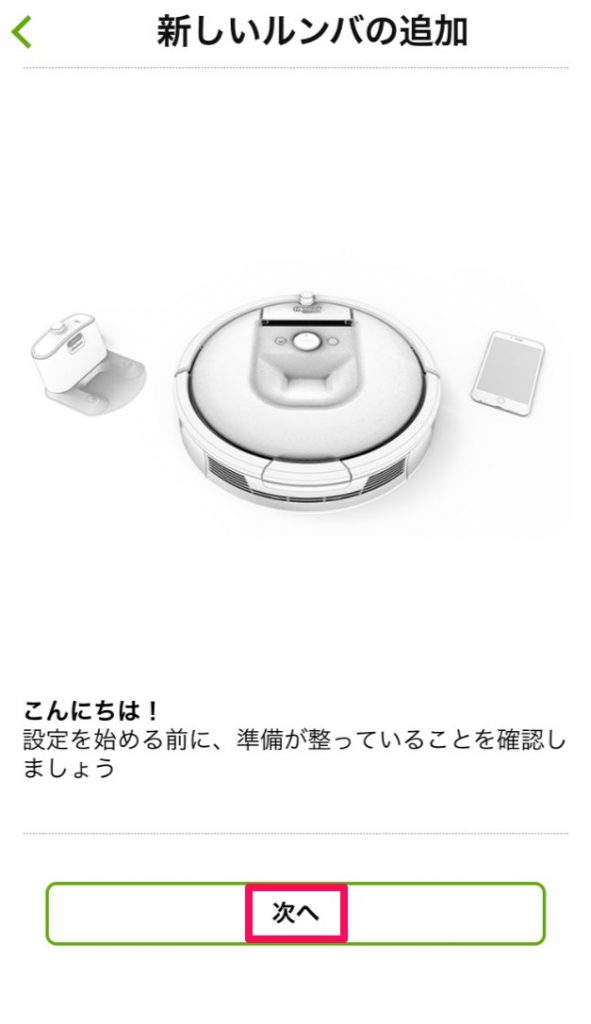 新しいルンバの追加
こんにちは！
設定を始める前に、準備が整っていることを確認し
ましょう
次へ